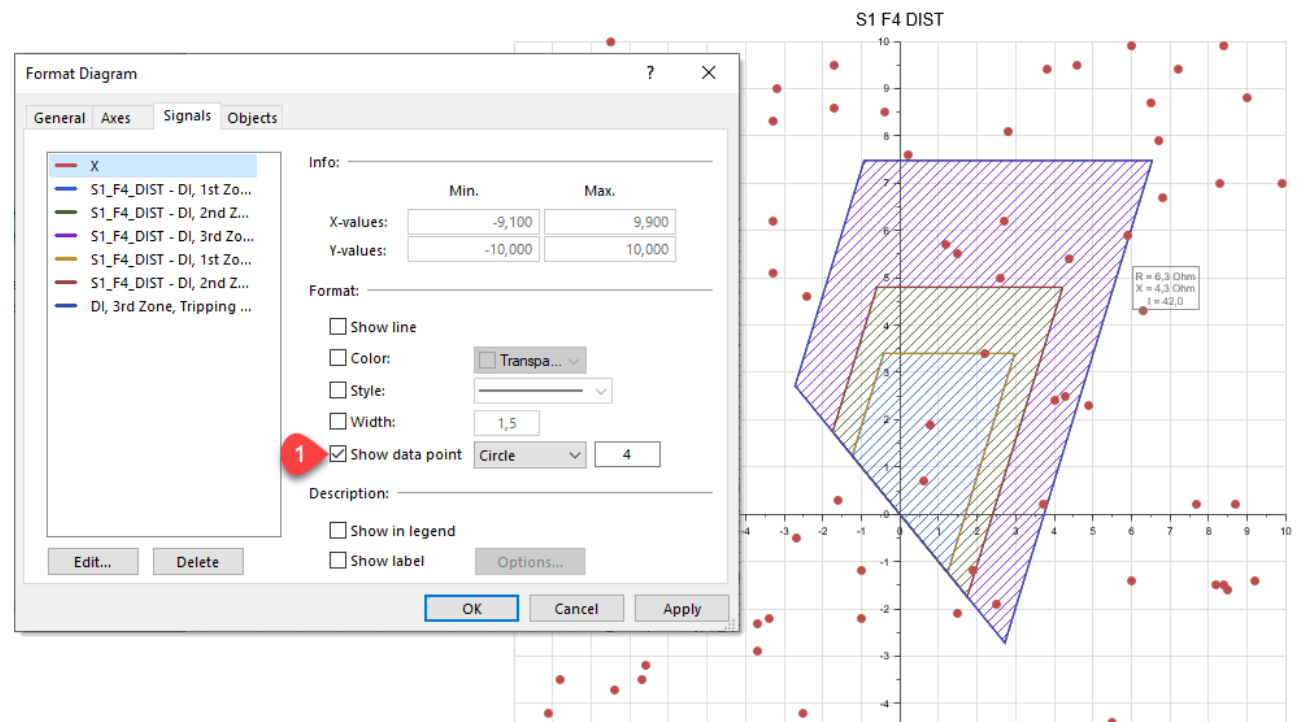 S1 F4 DIST
Format Diagram
?
General Axes Signals Objects
X
S1_F4_DIST - DI, 1st Zo...
S1_F4_DIST - DI, 2nd Z...
S1_F4_DIST - DI, 3rd Zo...
S1_F4_DIST - DI, 1st Zo...
S1_F4_DIST - DI, 2nd Z...
DI, 3rd Zone, Tripping ...
Edit... Delete
Info:
Min. Max.
X-values: -9,100 9,900
Y-values: -10,000 10,000
Format:
Show line
Color: Transpa...
Style:
Width: 1,5
1 Show data point Circle 4
Description:
Show in legend
Show label Options...
OK Cancel Apply
10
9
8
7
6
5
4
3
2
1
0
-1
-2
-3
-4
-4 -3 -2 -1 0 1 2 3 4 5 6 7 8 9 10
R = 6,3 Ohm
X = 4,3 Ohm
I = 42,0